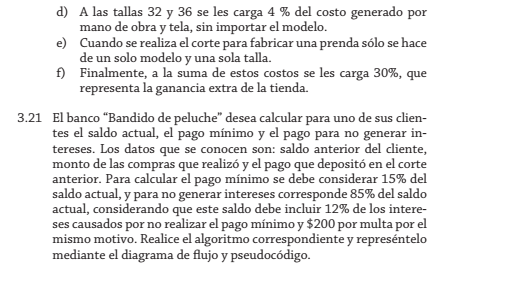 d) A las tallas 32 y 36 se les carga 4 % del costo generado por
mano de obra y tela, sin importar el modelo.
e) Cuando se realiza el corte para fabricar una prenda sólo se hace
de un solo modelo y una sola talla.
f) Finalmente, a la suma de estos costos se les carga 30%, que
representa la ganancia extra de la tienda.
3.21 El banco “Bandido de peluche” desea calcular para uno de sus clien-
tes el saldo actual, el pago mínimo y el pago para no generar in-
tereses. Los datos que se conocen son: saldo anterior del cliente,
monto de las compras que realizó y el pago que depositó en el corte
anterior. Para calcular el pago mínimo se debe considerar 15% del
saldo actual, y para no generar intereses corresponde 85% del saldo
actual, considerando que este saldo debe incluir 12% de los intere-
ses causados por no realizar el pago mínimo y $200 por multa por el
mismo motivo. Realice el algoritmo correspondiente y represéntelo
mediante el diagrama de flujo y pseudocódigo.